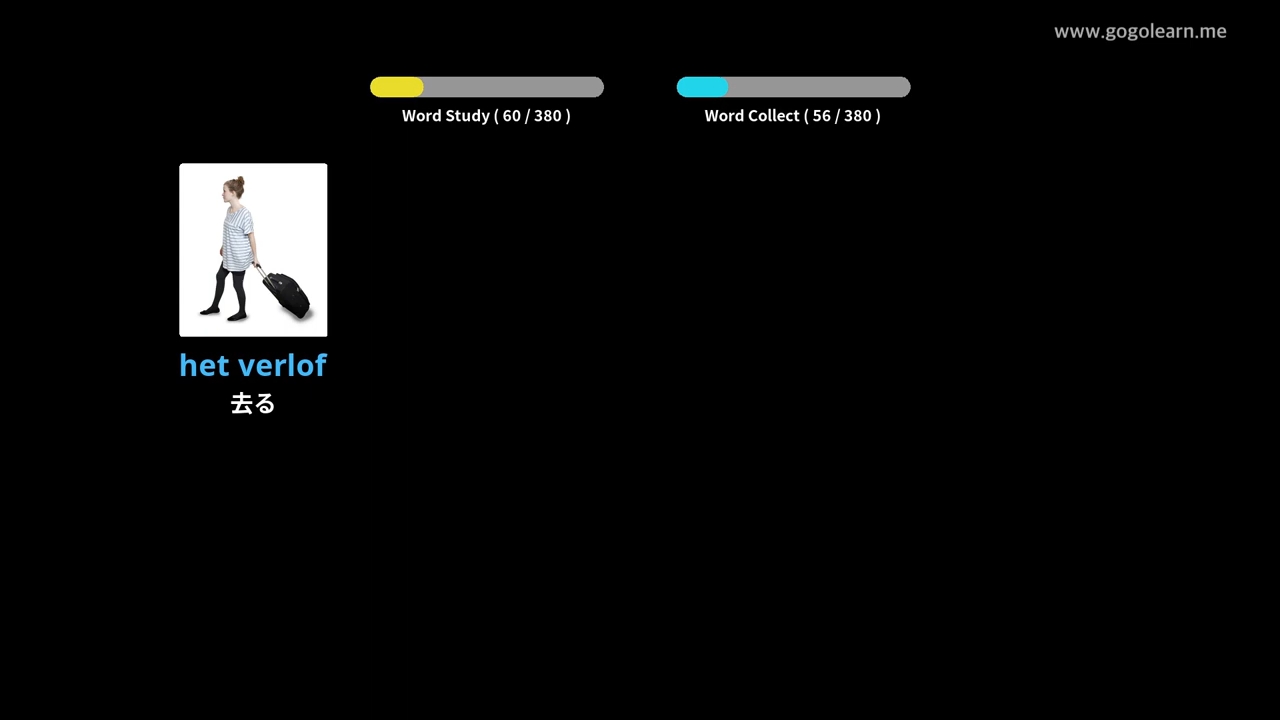 www.gogolearn.me
Word Study ( 60 / 380 )
Word Collect ( 56 / 380 )
het verlof
去る